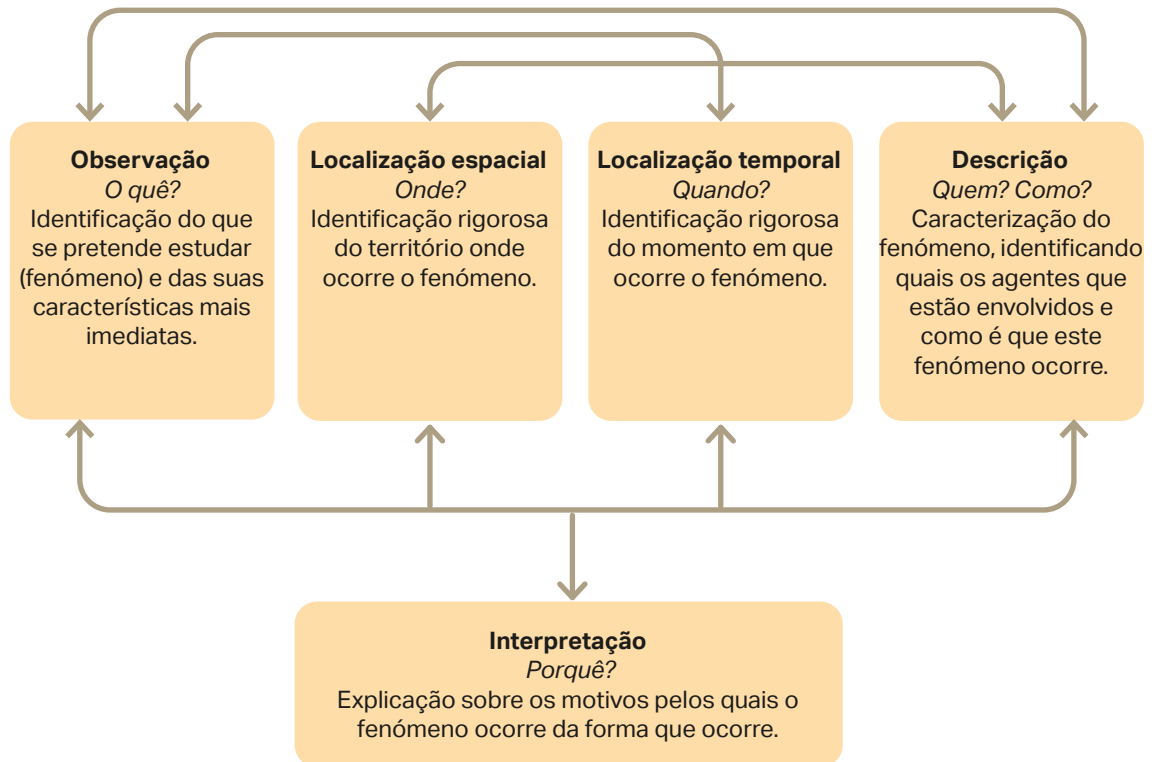 Observação
O quê?
Identificação do que
se pretende estudar
(fenómeno) e das suas
características mais
imediatas.
Localização espacial
Onde?
Identificação rigorosa
do território onde
ocorre o fenómeno.
Localização temporal
Quando?
Identificação rigorosa
do momento em que
ocorre o fenómeno.
Descrição
Quem? Como?
Caracterização do
fenómeno, identificando
quais os agentes que
estão envolvidos e
como é que este
fenómeno ocorre.
Interpretação
Porquê?
Explicação sobre os motivos pelos quais o
fenómeno ocorre da forma que ocorre.